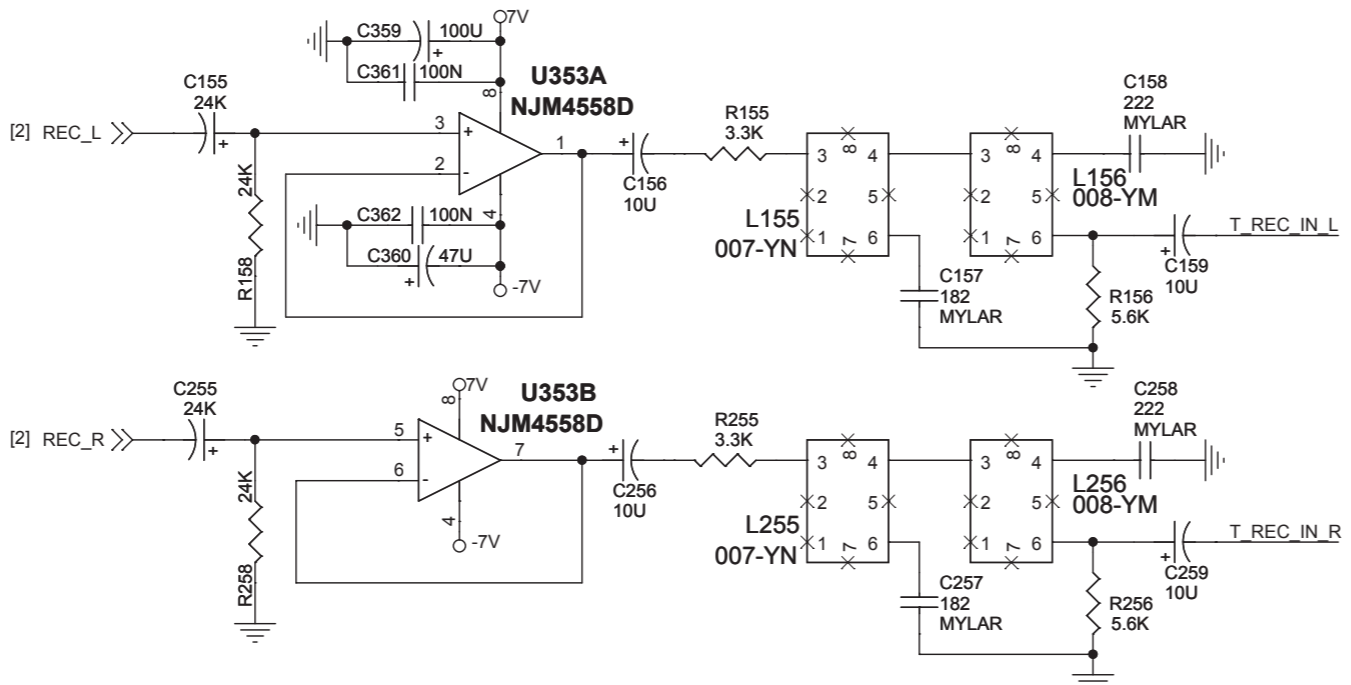 7V
C359
100U
+
C361
100N
8
U353A
NJM4558D
C155
24K
+
[2] REC_L
3
+
1
2
-
24K
R158
4
C362
100N
C360
47U
+
-7V
+
C156
10U
R155
3.3K
3
8
4
2
5
1
7
6
L155
007-YN
3
8
4
2
5
1
7
6
L156
008-YM
C158
222
MYLAR
C157
182
MYLAR
R156
5.6K
+
C159
10U
T_REC_IN_L
C255
24K
+
[2] REC_R
24K
R258
7V
8
U353B
NJM4558D
5
+
7
6
-
4
-7V
+
C256
10U
R255
3.3K
3
8
4
2
5
1
7
6
L255
007-YN
3
8
4
2
5
1
7
6
L256
008-YM
C258
222
MYLAR
C257
182
MYLAR
R256
5.6K
+
C259
10U
T_REC_IN_R